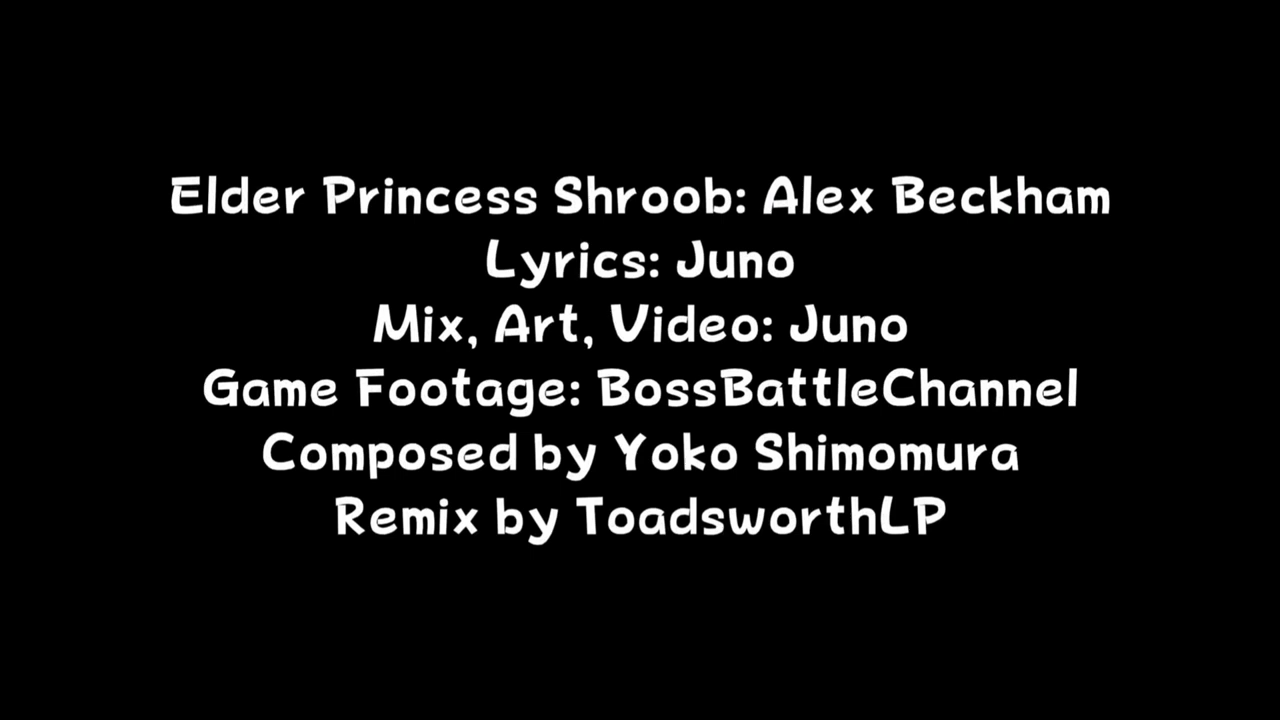 Elder Princess Shroob: Alex Beckham
Lyrics: Juno
Mix, Art, Video: Juno
Game Footage: BossBattleChannel
Composed by Yoko Shimomura
Remix by ToadsworthLP